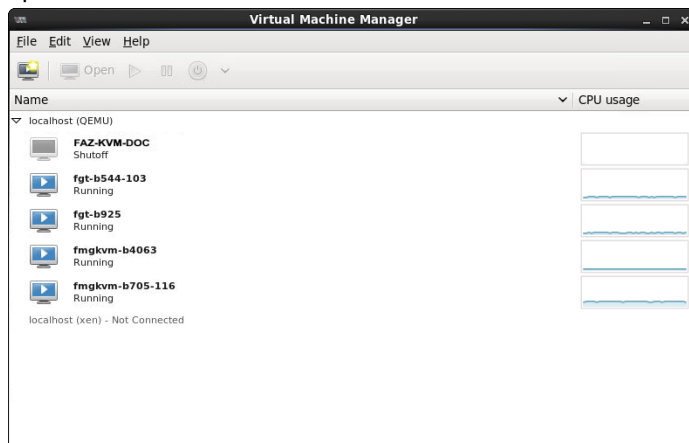 Virtual Machine Manager
File Edit View Help
Open
Name CPU usage
localhost (QEMU)
FAZ-KVM-DOC
Shutoff
fgt-b544-103
Running
fgt-b925
Running
fmgkvm-b4063
Running
fmgkvm-b705-116
Running
localhost (xen) - Not Connected